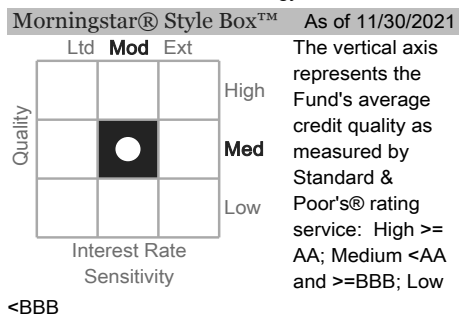 Morningstar® Style Box™ As of 11/30/2021
Ltd Mod Ext
High
Med
Low
Quality
Interest Rate
Sensitivity
The vertical axis
represents the
Fund's average
credit quality as
measured by
Standard &
Poor's® rating
service: High >=
AA; Medium <AA
and >=BBB; Low
<BBB